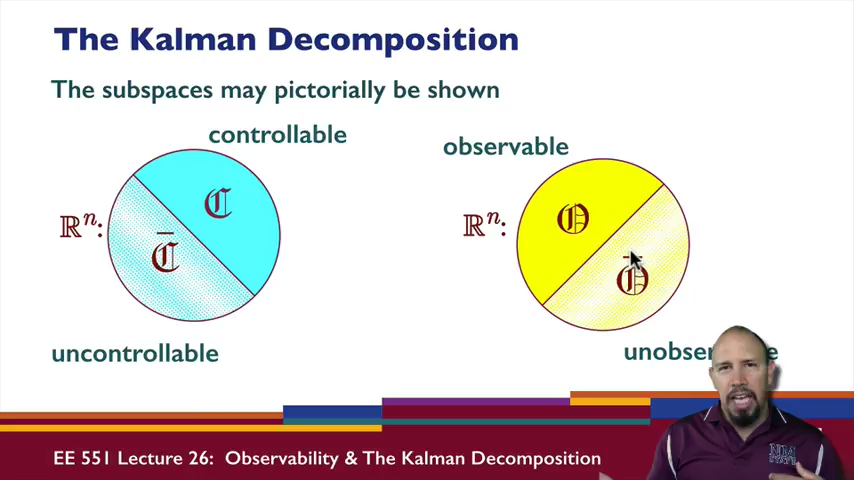 The Kalman Decomposition
The subspaces may pictorially be shown
controllable
observable
ℝⁿ:
ℭ
ℭ̅
ℝⁿ:
𝔒
𝔒̅
uncontrollable
EE 551 Lecture 26: Observability & The Kalman Decomposition
NM